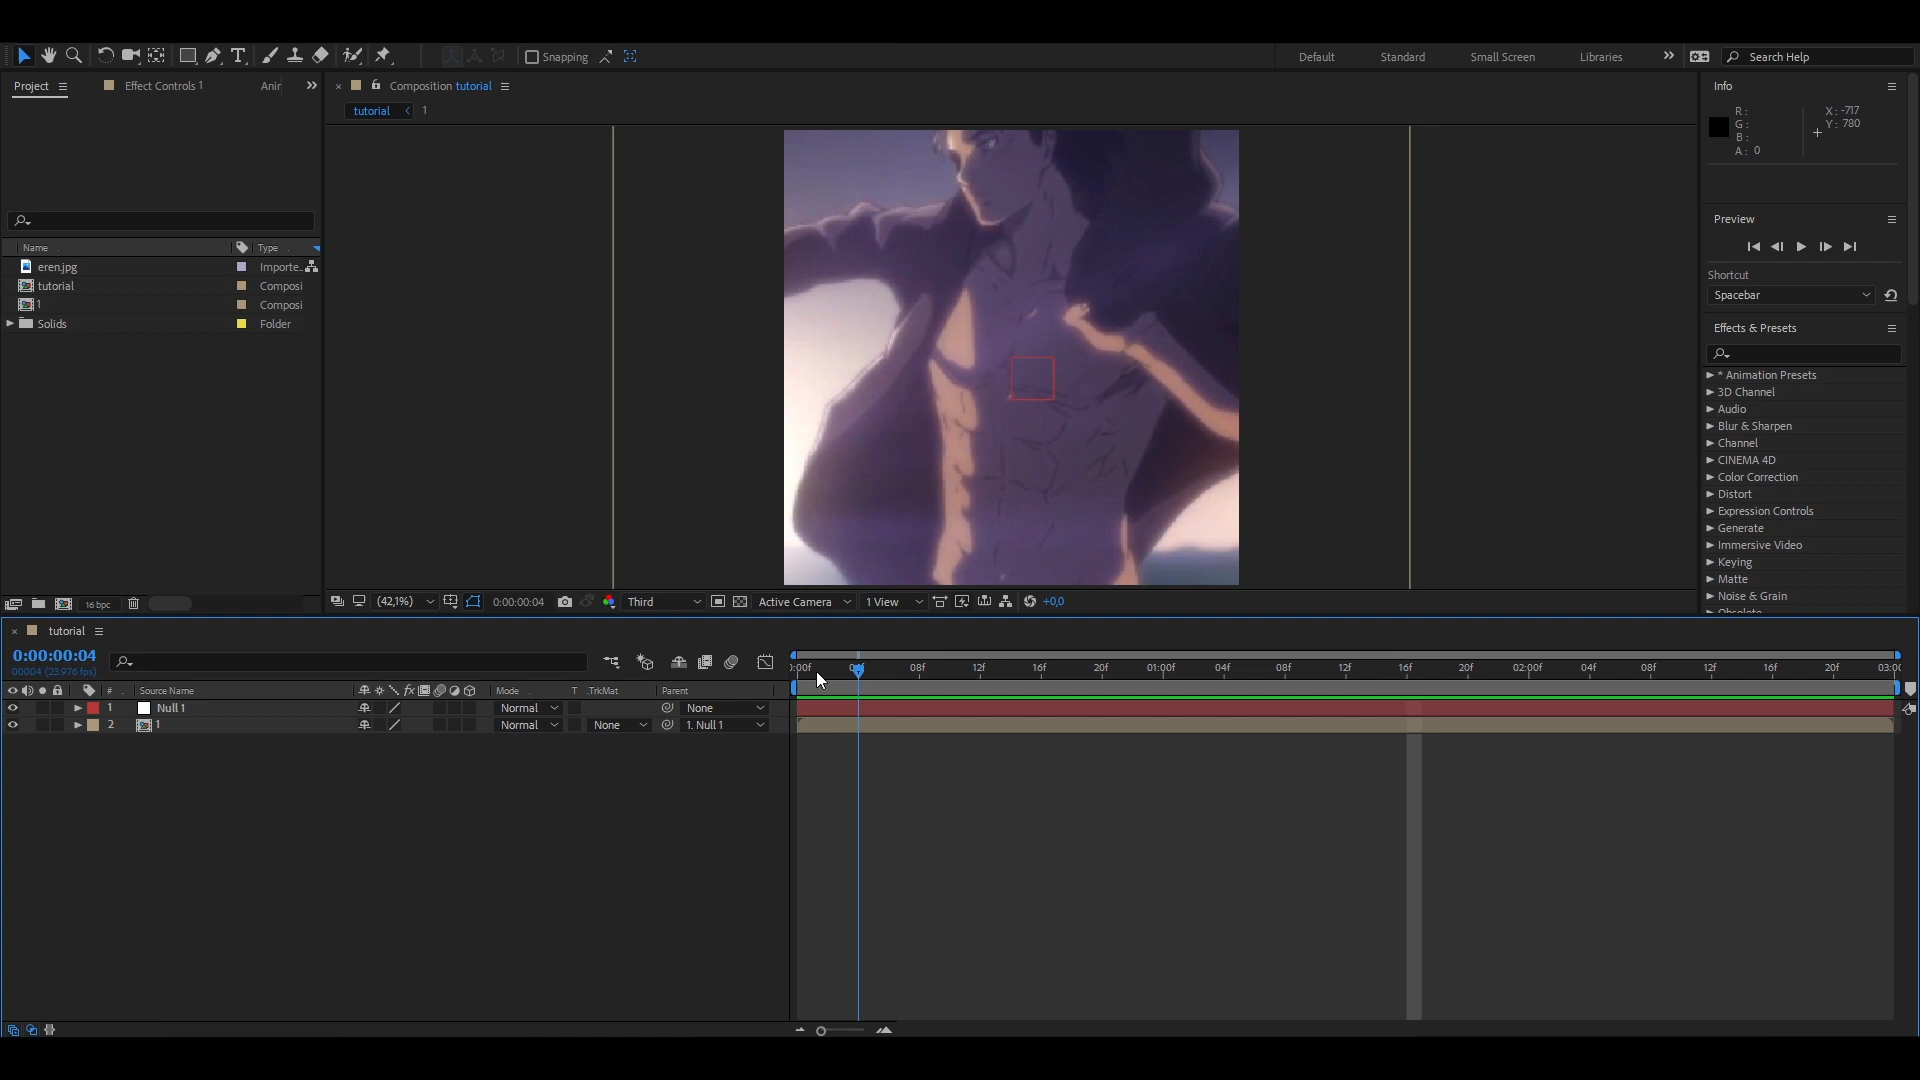 Snapping
Default Standard Small Screen Libraries Search Help
Project Effect Controls 1 Anir
Composition tutorial
tutorial 1
Info
R: X: -717
G: Y: 780
B:
A: 0
Name Type
eren.jpg Importe..
tutorial Composi
1 Composi
Solids Folder
Preview
Shortcut
Spacebar
Effects & Presets
* Animation Presets
3D Channel
Audio
Blur & Sharpen
Channel
CINEMA 4D
Color Correction
Distort
Expression Controls
Generate
Immersive Video
Keying
Matte
Noise & Grain
Obsolete
16 bpc
(42,1%) 0:00:00:04 Third Active Camera 1 View +0,0
tutorial
0:00:00:04
00004 (23.976 fps)
:00f 04f 08f 12f 16f 20f 01:00f 04f 08f 12f 16f 20f 02:00f 04f 08f 12f 16f 20f 03:00
# Source Name fx Mode T .TrkMat Parent
1 Null 1 Normal None
2 1 Normal None 1. Null 1